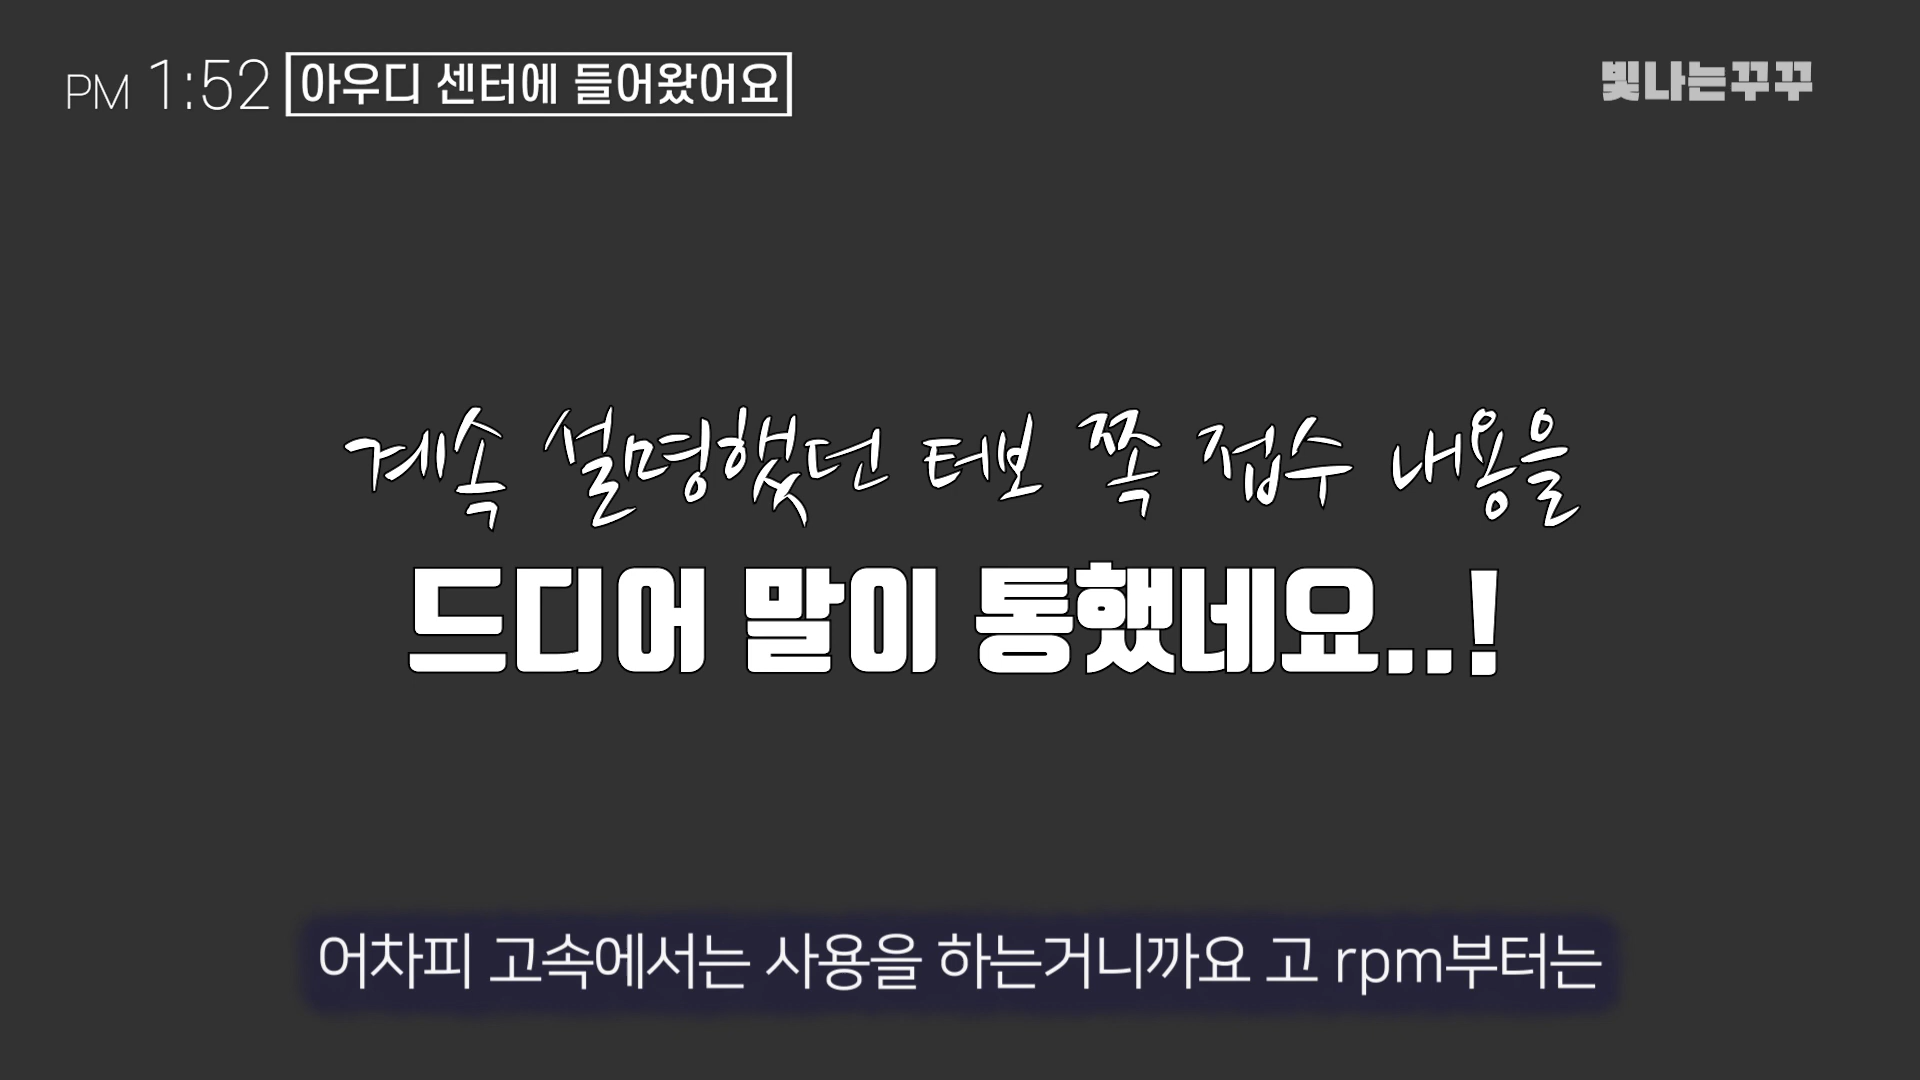 PM 1:52 아우디 센터에 들어왔어요
빛나는꾸꾸
계속 설명했던 터보 쪽 접수 내용을
드디어 말이 통했네요..!
어차피 고속에서는 사용을 하는거니까요 고 rpm부터는